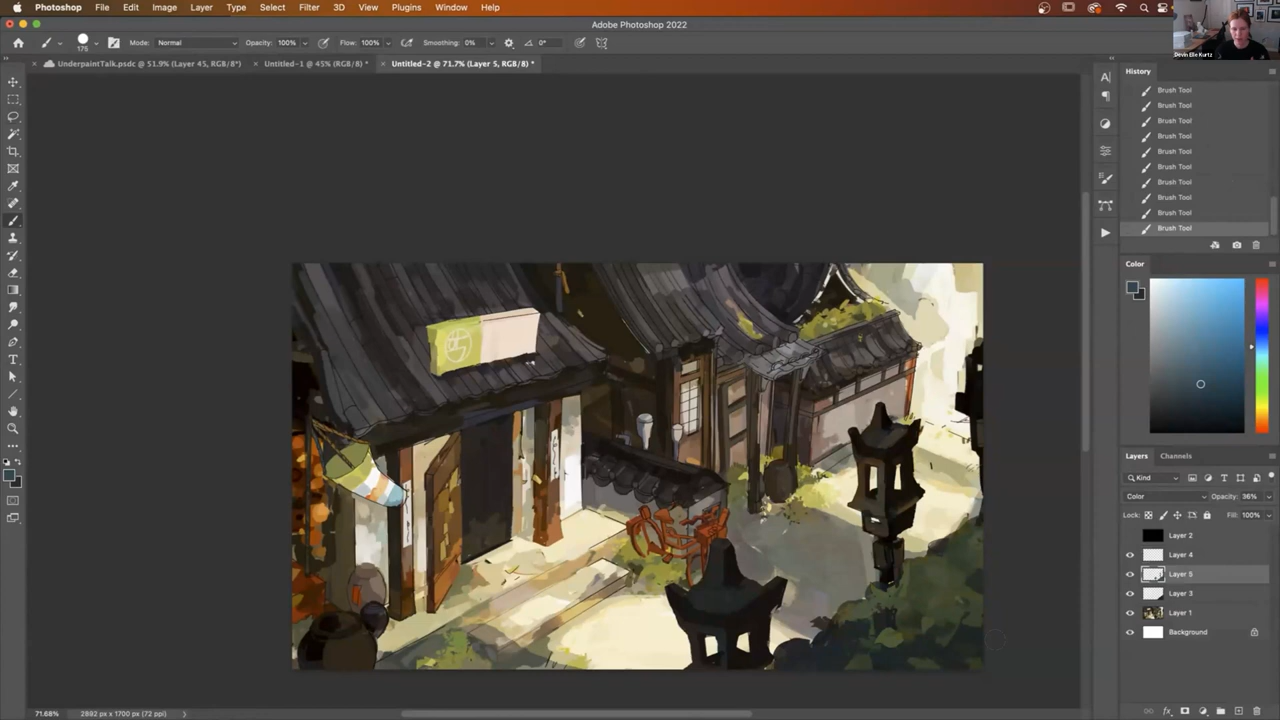 Photoshop File Edit Image Layer Type Select Filter 3D View Plugins Window Help
Adobe Photoshop 2022
175 Mode: Normal Opacity: 100% Flow: 100% Smoothing: 0% 0°
Devin Elle Kurtz
UnderpaintTalk.psdc @ 51.9% (Layer 45, RGB/8*) Untitled-1 @ 45% (RGB/8) * Untitled-2 @ 71.7% (Layer 5, RGB/8) *
History
Brush Tool
Brush Tool
Brush Tool
Brush Tool
Brush Tool
Brush Tool
Brush Tool
Brush Tool
Brush Tool
Brush Tool
Color
Layers Channels
Kind
Color Opacity: 36%
Lock: Fill: 100%
Layer 2
Layer 4
Layer 5
Layer 3
Layer 1
Background
71.68% 2892 px x 1700 px (72 ppi)